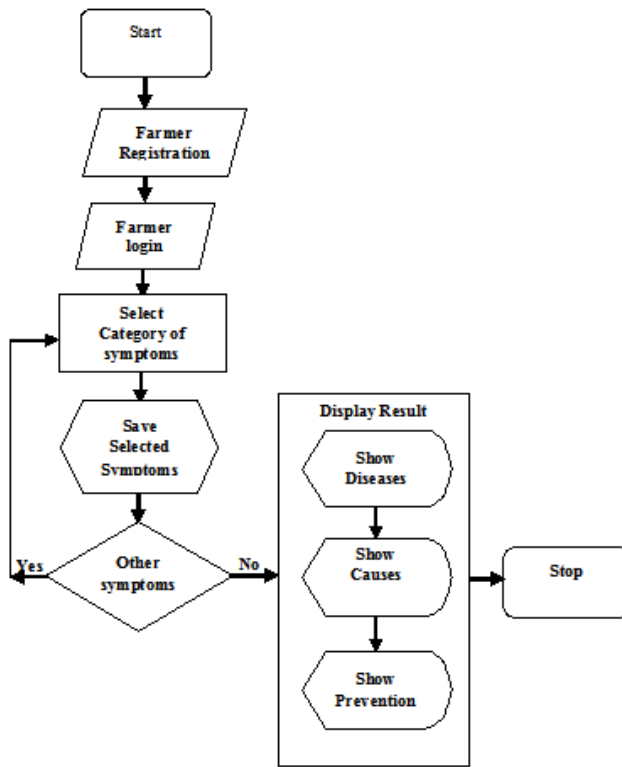 Start
Farmer
Registration
Farmer
login
Select
Category of
symptoms
Save
Selected
Symptoms
Other
symptoms
Yes
No
Display Result
Show
Diseases
Show
Causes
Show
Prevention
Stop